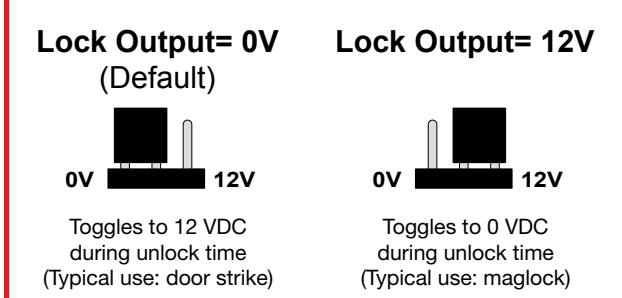 Lock Output= 0V
(Default)
0V 12V
Toggles to 12 VDC
during unlock time
(Typical use: door strike)
Lock Output= 12V
0V 12V
Toggles to 0 VDC
during unlock time
(Typical use: maglock)